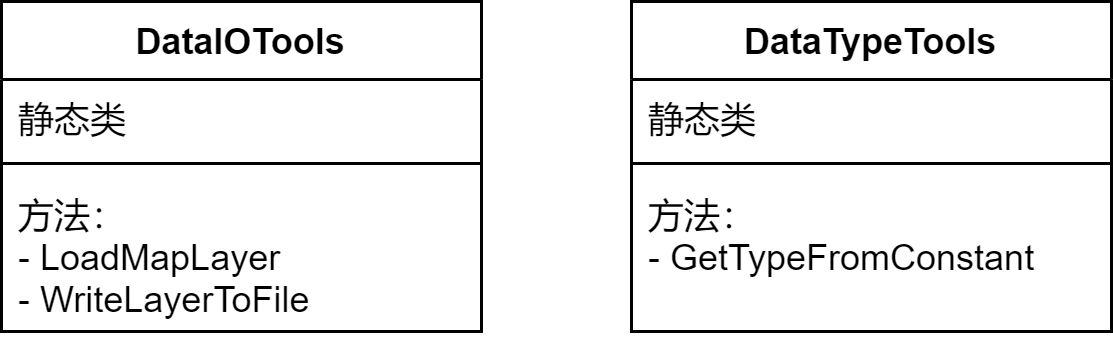 DataIOTools
静态类
方法：
- LoadMapLayer
- WriteLayerToFile
DataTypeTools
静态类
方法：
- GetTypeFromConstant